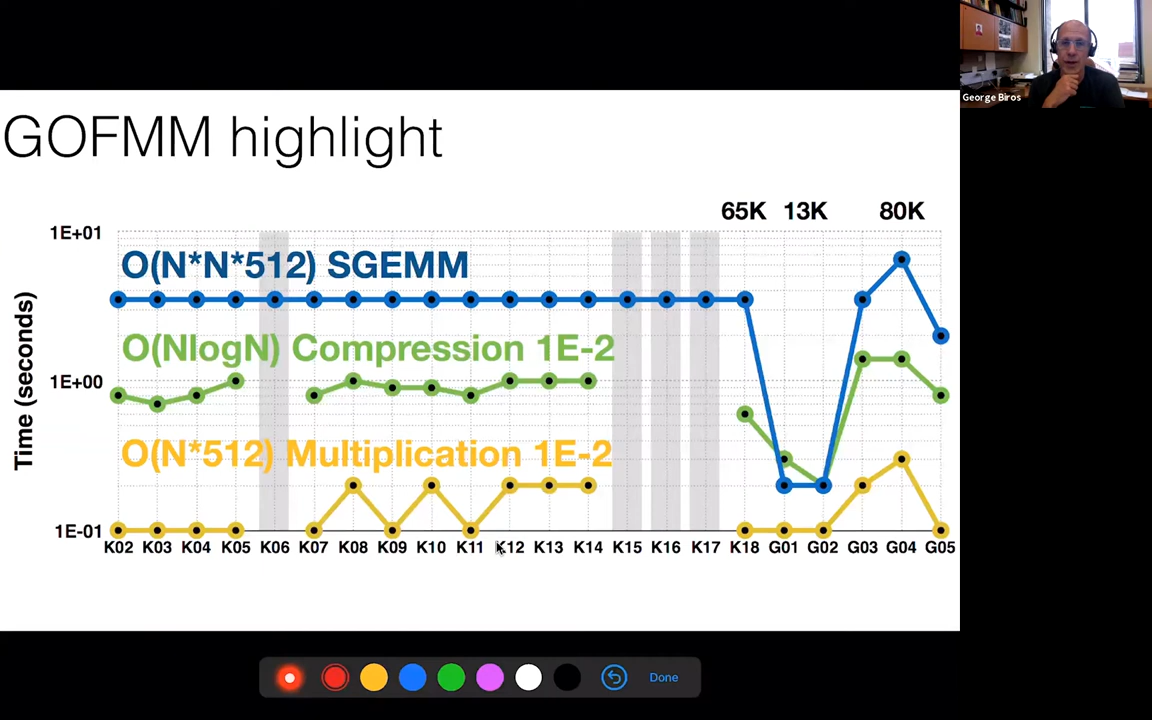 George Biros
GOFMM highlight
65K 13K 80K
1E+01
O(N*N*512) SGEMM
O(NlogN) Compression 1E-2
1E+00
O(N*512) Multiplication 1E-2
1E-01
Time (seconds)
K02 K03 K04 K05 K06 K07 K08 K09 K10 K11 K12 K13 K14 K15 K16 K17 K18 G01 G02 G03 G04 G05
Done